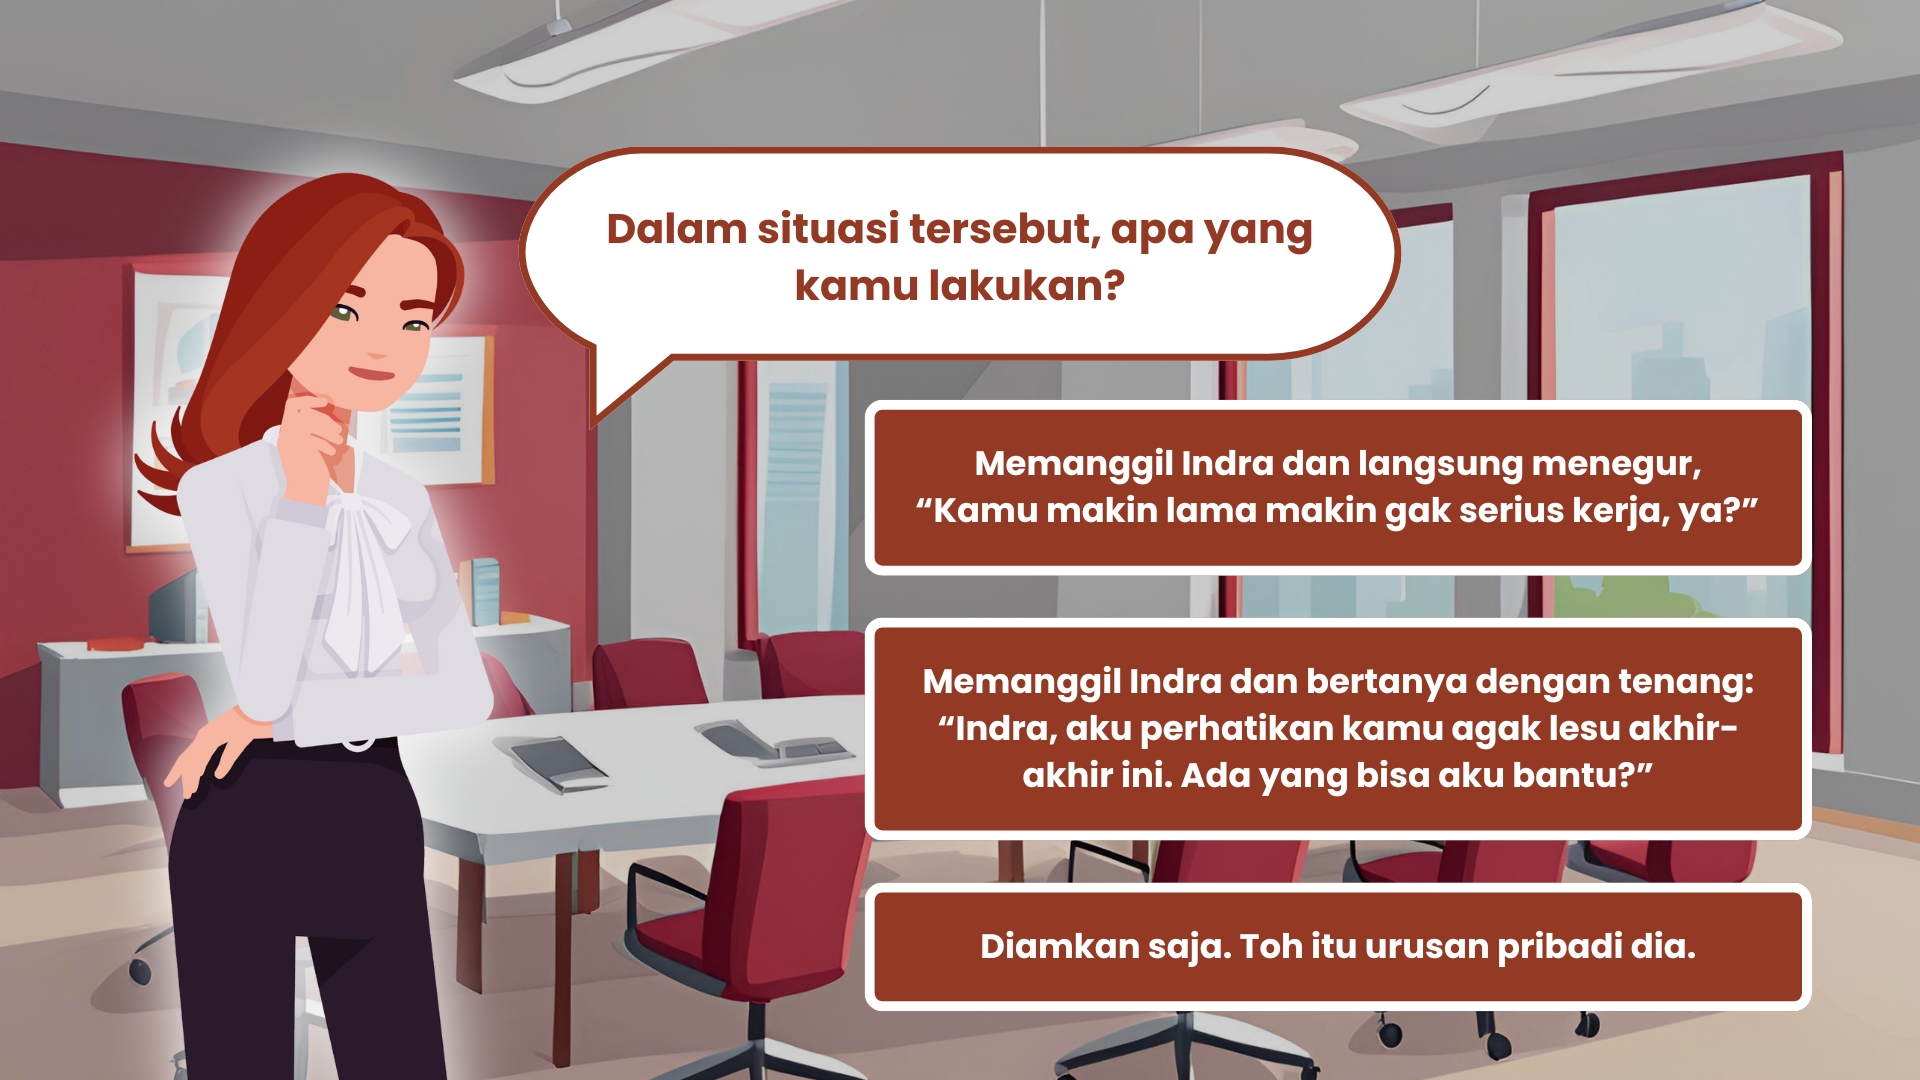 Dalam situasi tersebut, apa yang
kamu lakukan?
Memanggil Indra dan langsung menegur,
“Kamu makin lama makin gak serius kerja, ya?”
Memanggil Indra dan bertanya dengan tenang:
“Indra, aku perhatikan kamu agak lesu akhir-
akhir ini. Ada yang bisa aku bantu?”
Diamkan saja. Toh itu urusan pribadi dia.